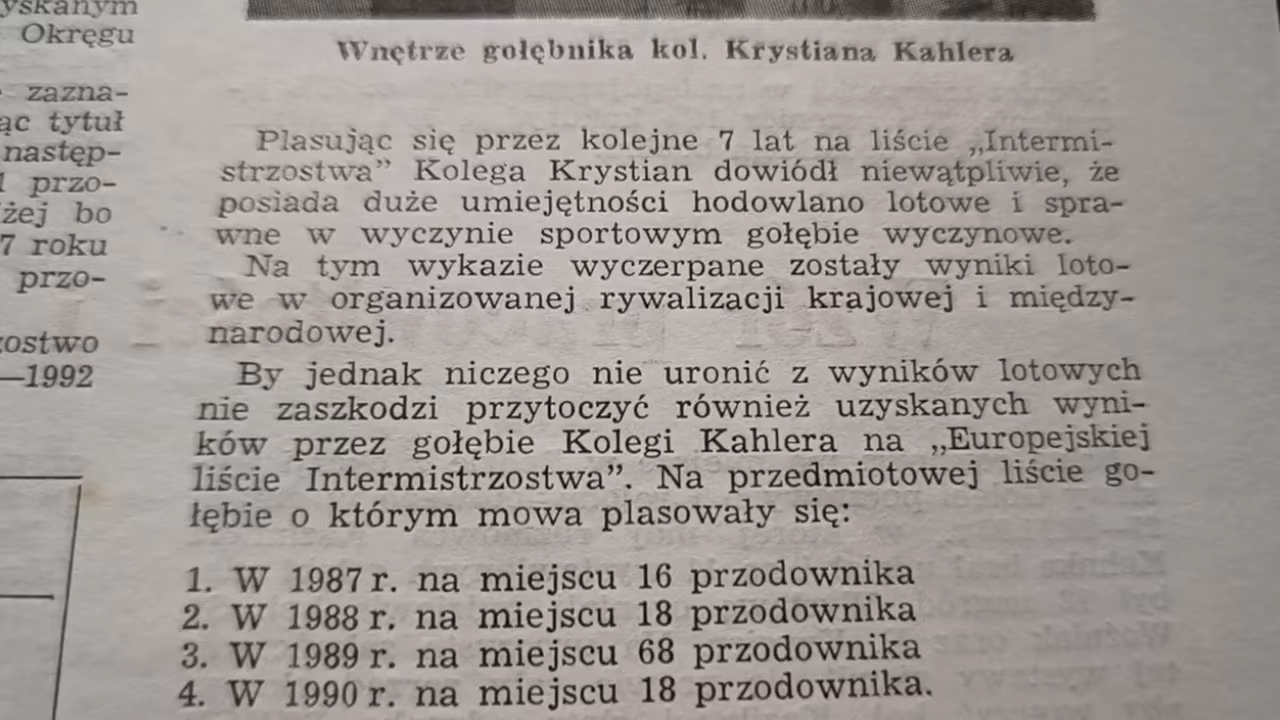 yskanym
Okręgu
zazna-
ąc tytuł
następ-
przo-
żej bo
7 roku
przo-
ostwo
—1992
Wnętrze gołębnika kol. Krystiana Kahlera
Plasując się przez kolejne 7 lat na liście „Intermi-
strzostwa” Kolega Krystian dowiódł niewątpliwie, że
posiada duże umiejętności hodowlano lotowe i spra-
wne w wyczynie sportowym gołębie wyczynowe.
Na tym wykazie wyczerpane zostały wyniki loto-
we w organizowanej rywalizacji krajowej i między-
narodowej.
By jednak niczego nie uronić z wyników lotowych
nie zaszkodzi przytoczyć również uzyskanych wyni-
ków przez gołębie Kolegi Kahlera na „Europejskiej
liście Intermistrzostwa”. Na przedmiotowej liście go-
łębie o którym mowa plasowały się:
1. W 1987 r. na miejscu 16 przodownika
2. W 1988 r. na miejscu 18 przodownika
3. W 1989 r. na miejscu 68 przodownika
4. W 1990 r. na miejscu 18 przodownika.